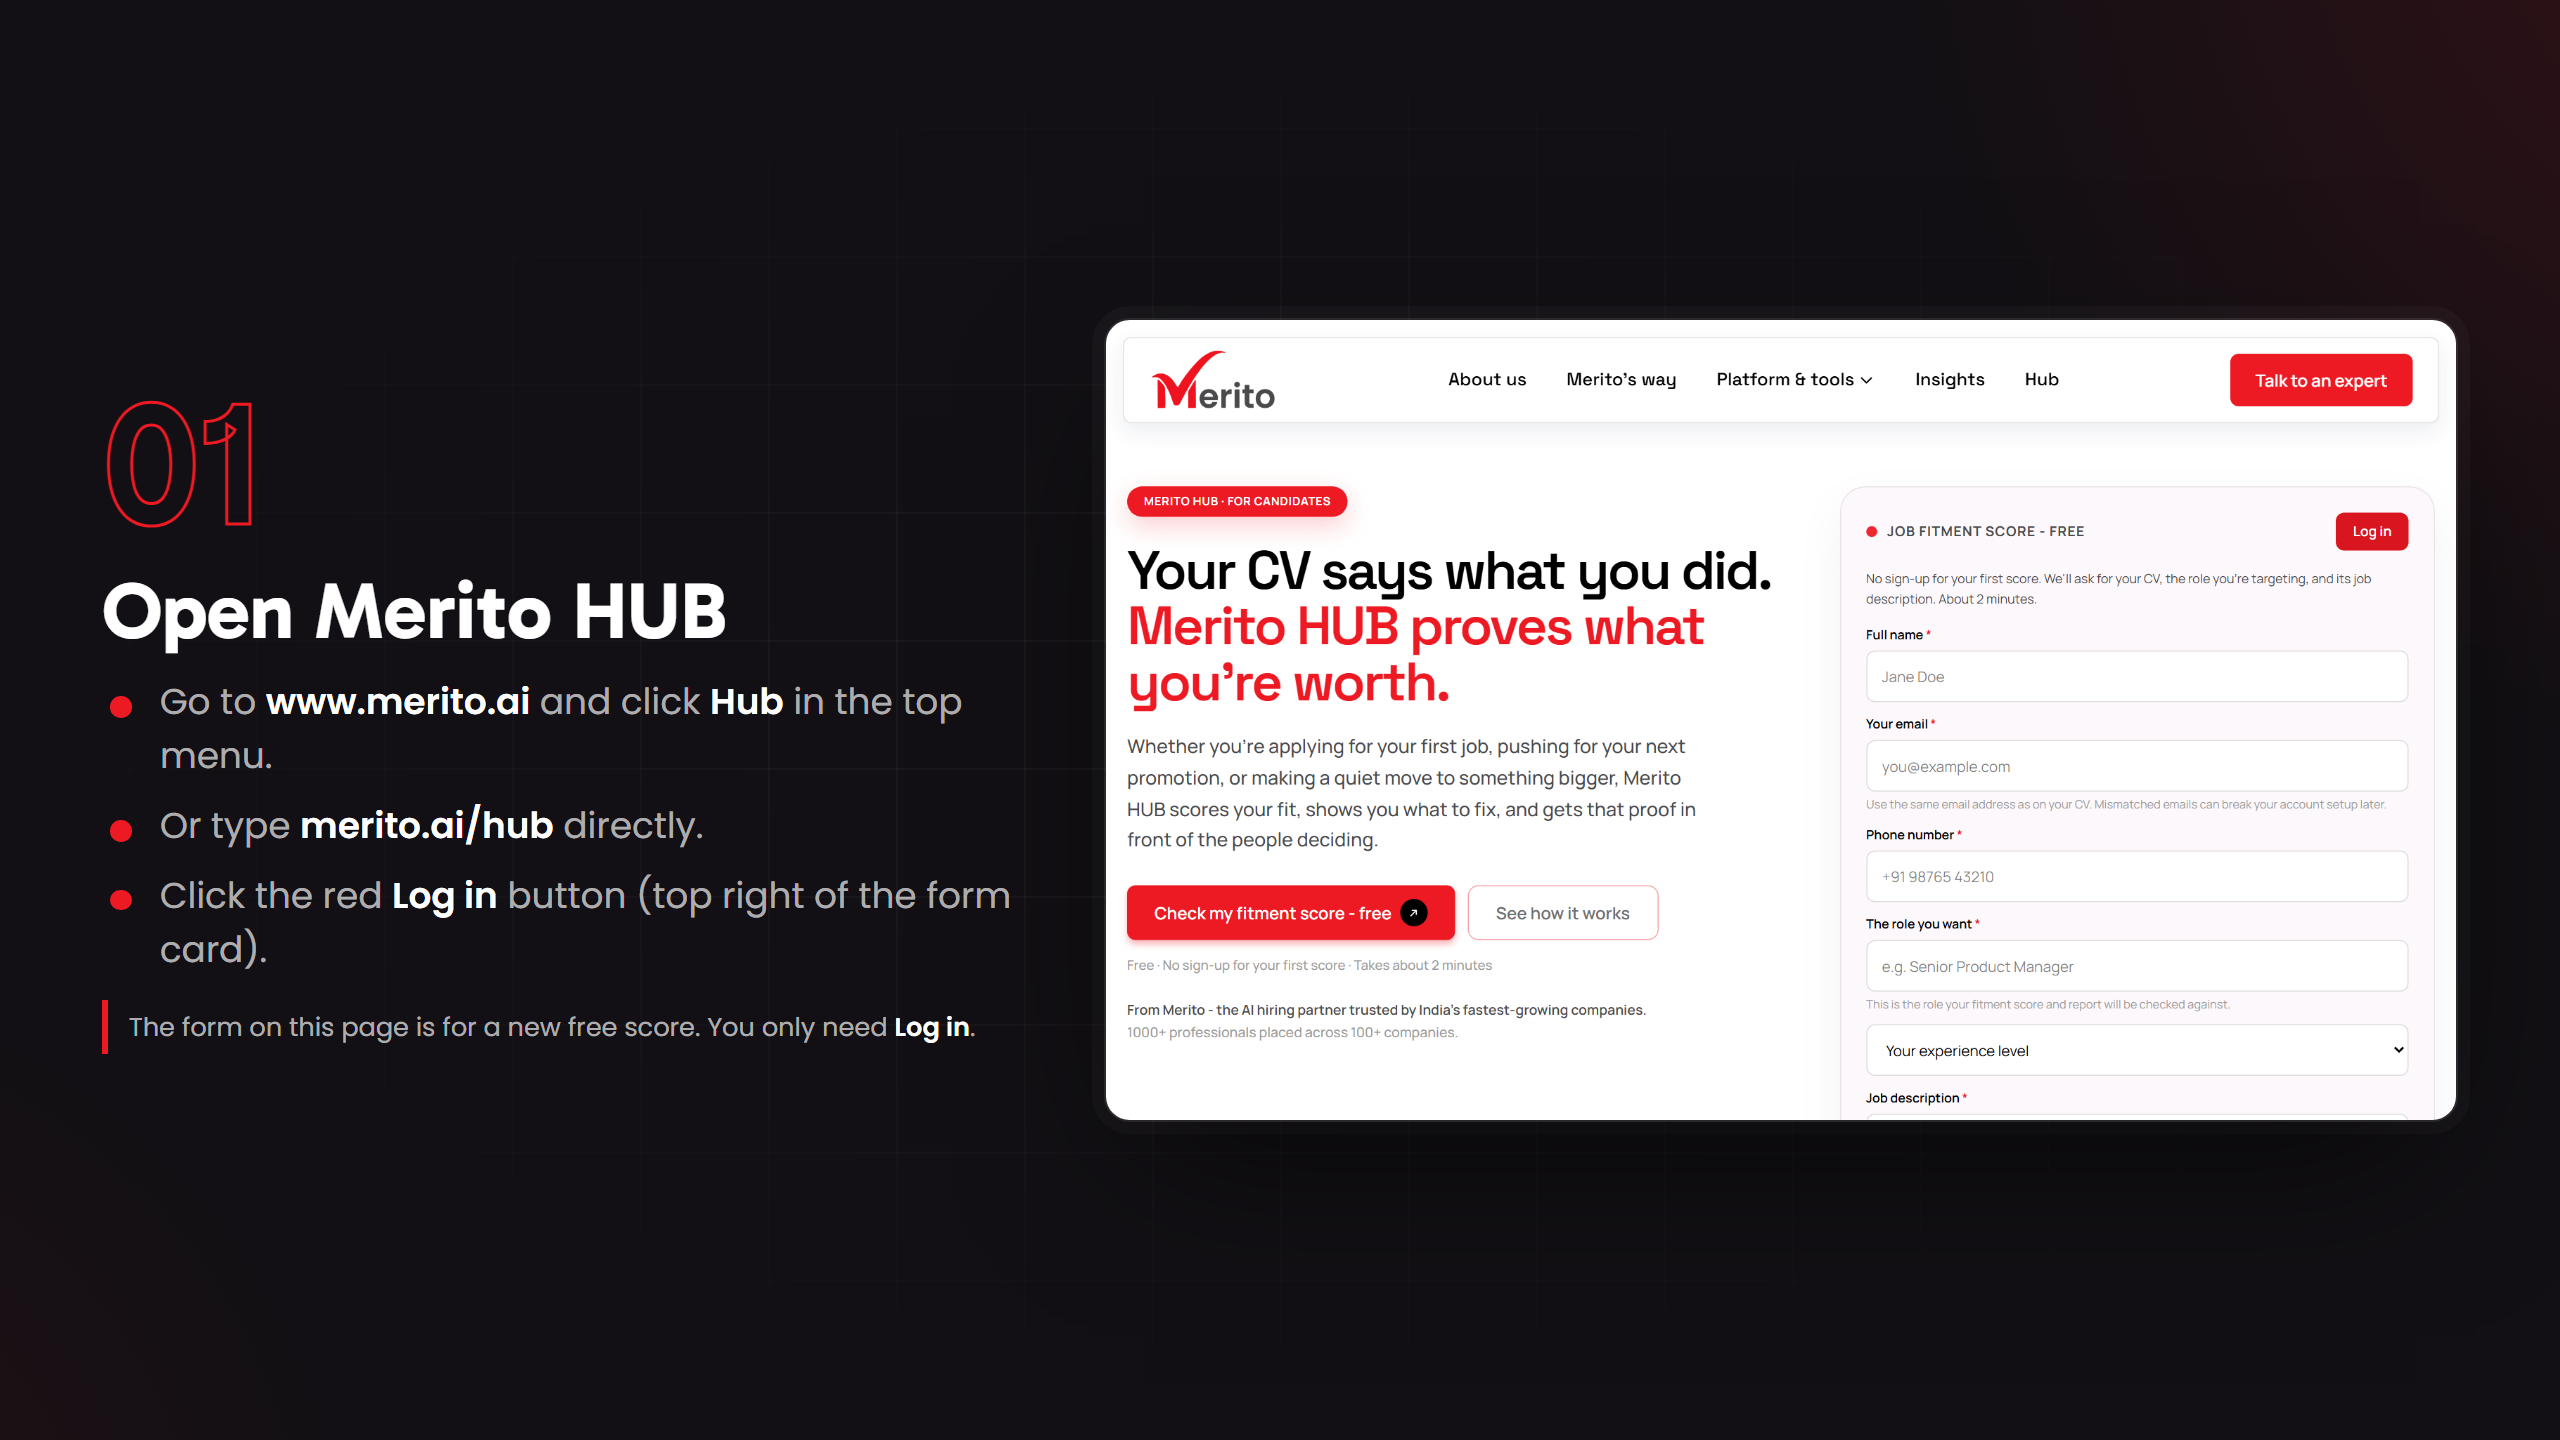 01
Open Merito HUB
Go to www.merito.ai and click Hub in the top
menu.
Or type merito.ai/hub directly.
Click the red Log in button (top right of the form
card).
The form on this page is for a new free score. You only need Log in.
Merito
About us
Merito's way
Platform & tools
Insights
Hub
Talk to an expert
MERITO HUB · FOR CANDIDATES
Your CV says what you did.
Merito HUB proves what
you're worth.
Whether you're applying for your first job, pushing for your next
promotion, or making a quiet move to something bigger, Merito
HUB scores your fit, shows you what to fix, and gets that proof in
front of the people deciding.
Check my fitment score - free
See how it works
Free · No sign-up for your first score · Takes about 2 minutes
From Merito - the AI hiring partner trusted by India's fastest-growing companies.
1000+ professionals placed across 100+ companies.
JOB FITMENT SCORE - FREE
Log in
No sign-up for your first score. We'll ask for your CV, the role you're targeting, and its job
description. About 2 minutes.
Full name *
Jane Doe
Your email *
you@example.com
Use the same email address as on your CV. Mismatched emails can break your account setup later.
Phone number *
+91 98765 43210
The role you want *
e.g. Senior Product Manager
This is the role your fitment score and report will be checked against.
Your experience level
Job description *